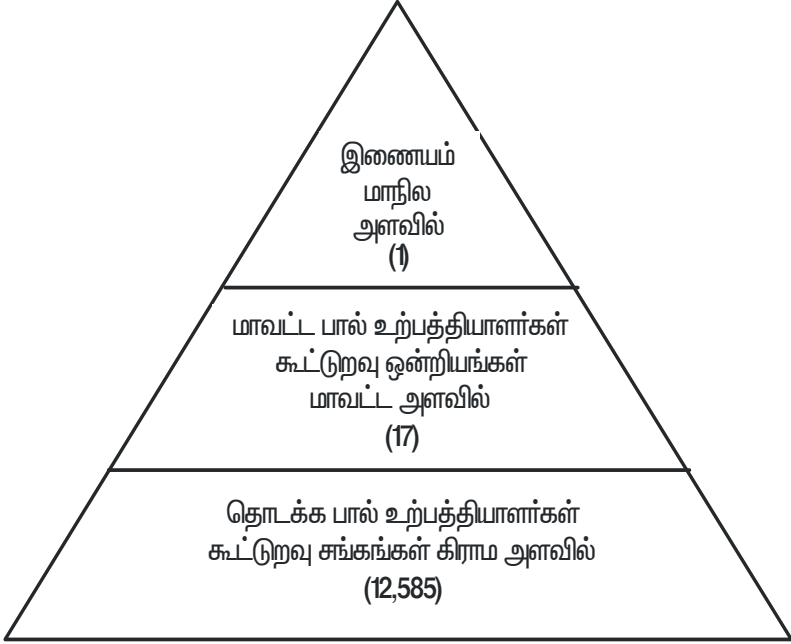 இணையம்
மாநில
அளவில்
(1)
மாவட்ட பால் உற்பத்தியாளர்கள்
கூட்டுறவு ஒன்றியங்கள்
மாவட்ட அளவில்
(17)
தொடக்க பால் உற்பத்தியாளர்கள்
கூட்டுறவு சங்கங்கள் கிராம அளவில்
(12,585)